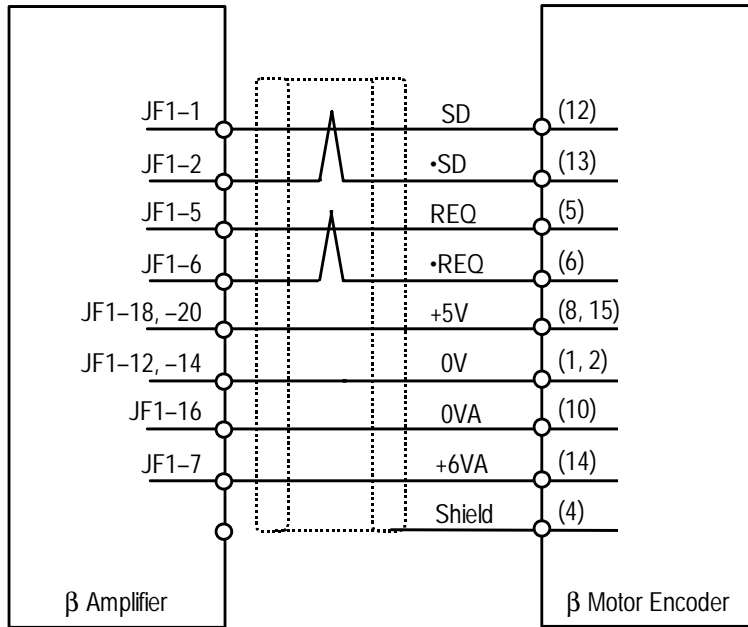 JF1–1 SD (12)
JF1–2 •SD (13)
JF1–5 REQ (5)
JF1–6 •REQ (6)
JF1–18, –20 +5V (8, 15)
JF1–12, –14 0V (1, 2)
JF1–16 0VA (10)
JF1–7 +6VA (14)
Shield (4)
β Amplifier β Motor Encoder